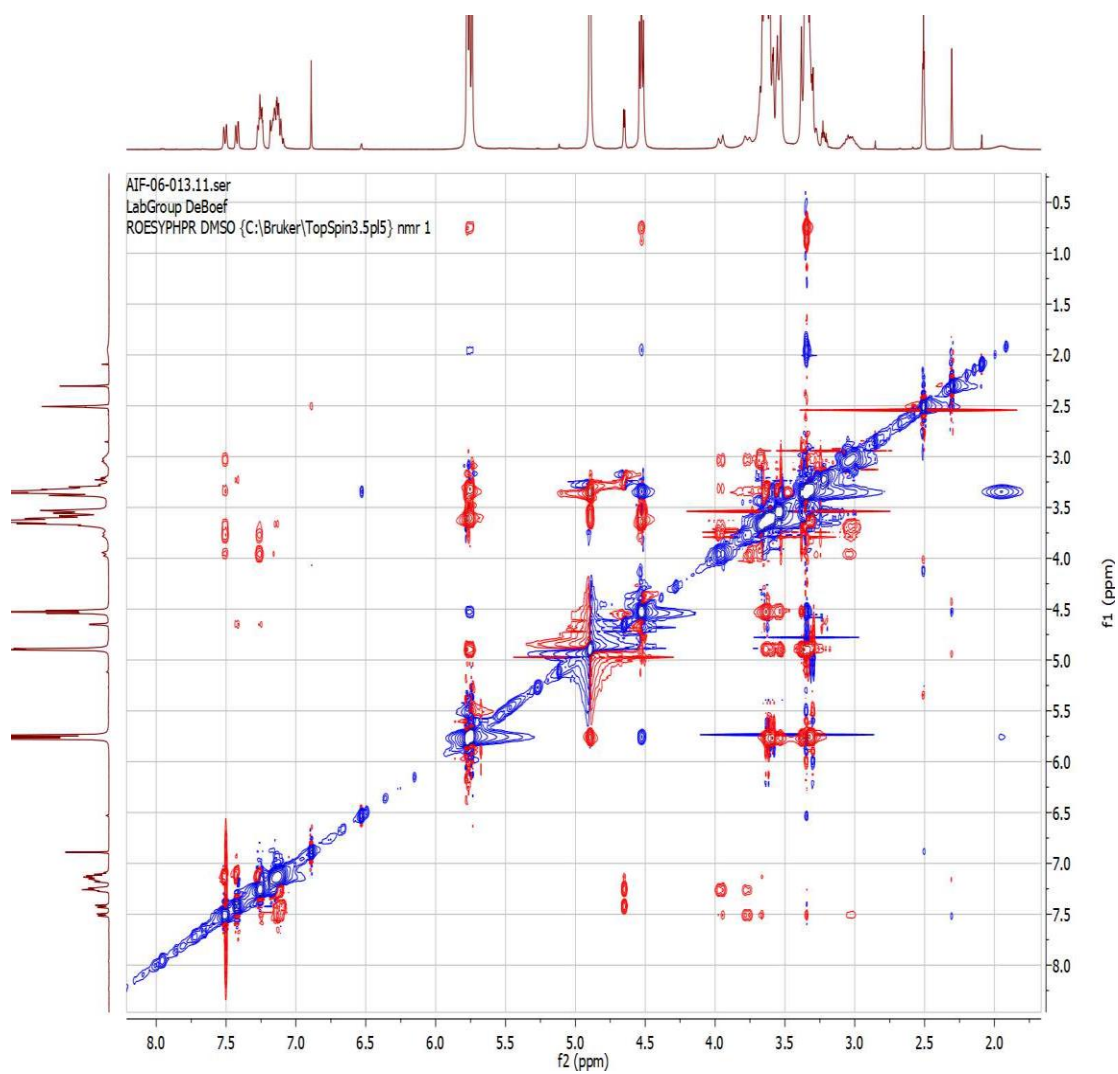 AIF-06-013.11.ser
LabGroup DeBoef
ROESYPHPR DMSO {C:\Bruker\TopSpin3.5pl5} nmr 1
0.5
1.0
1.5
2.0
2.5
3.0
3.5
4.0
4.5
5.0
5.5
6.0
6.5
7.0
7.5
8.0
f1 (ppm)
8.0 7.5 7.0 6.5 6.0 5.5 5.0 4.5 4.0 3.5 3.0 2.5 2.0
f2 (ppm)